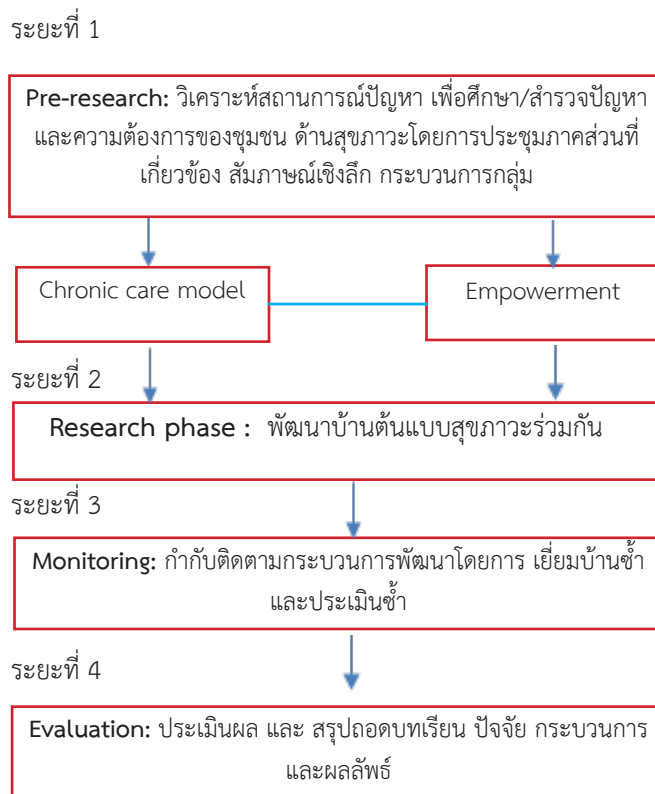 ระยะที่ 1
Pre-research: วิเคราะห์สถานการณ์ปัญหา เพื่อศึกษา/สำรวจปัญหา
และความต้องการของชุมชน ด้านสุขภาวะโดยการประชุมภาคส่วนที่
เกี่ยวข้อง สัมภาษณ์เชิงลึก กระบวนการกลุ่ม
Chronic care model
Empowerment
ระยะที่ 2
Research phase : พัฒนาบ้านต้นแบบสุขภาวะร่วมกัน
ระยะที่ 3
Monitoring: กำกับติดตามกระบวนการพัฒนาโดยการ เยี่ยมบ้านซ้ำ
และประเมินซ้ำ
ระยะที่ 4
Evaluation: ประเมินผล และ สรุปถอดบทเรียน ปัจจัย กระบวนการ
และผลลัพธ์